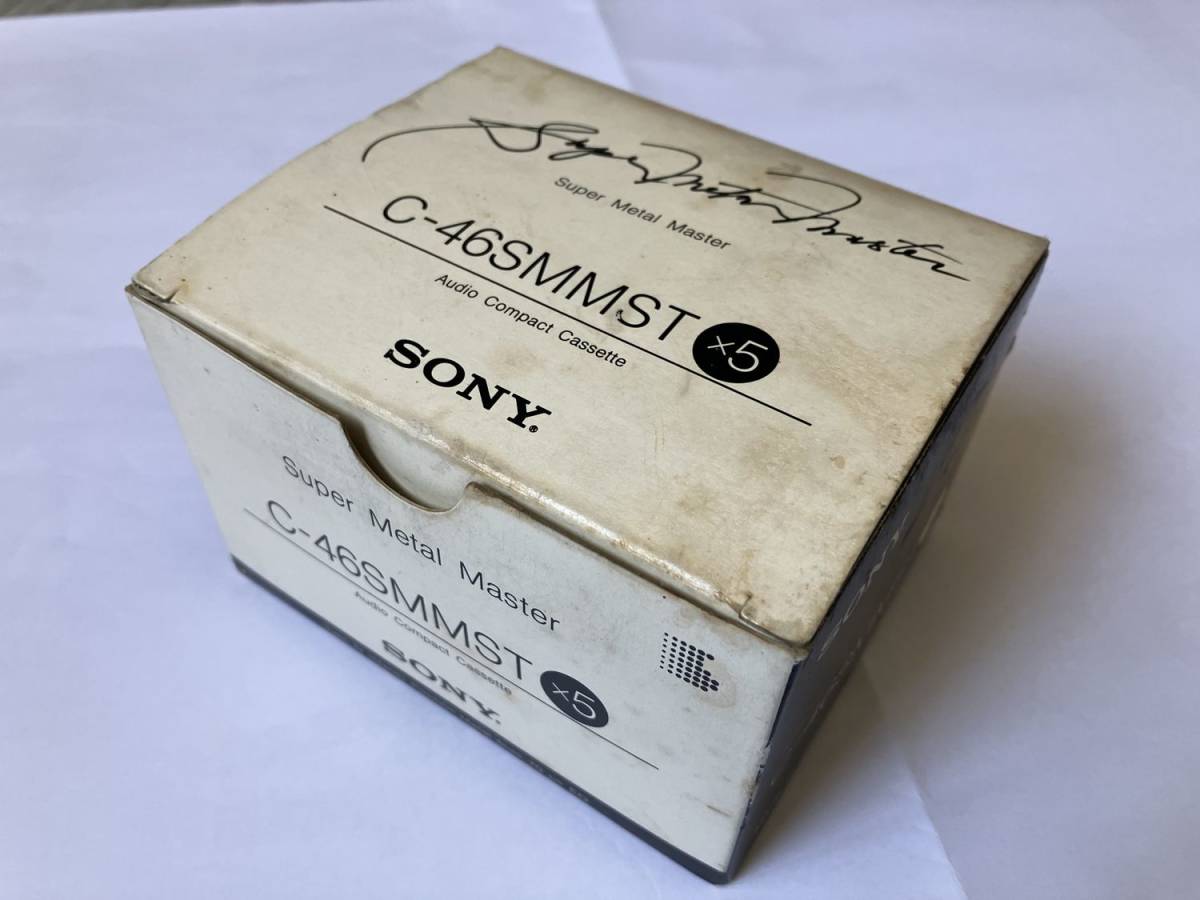 Super Metal Master
Super Metal Master
C-46SMMST ×5
Audio Compact Cassette
SONY®
Super Metal Master
C-46SMMST ×5
Audio Compact Cassette
SONY.
SONY